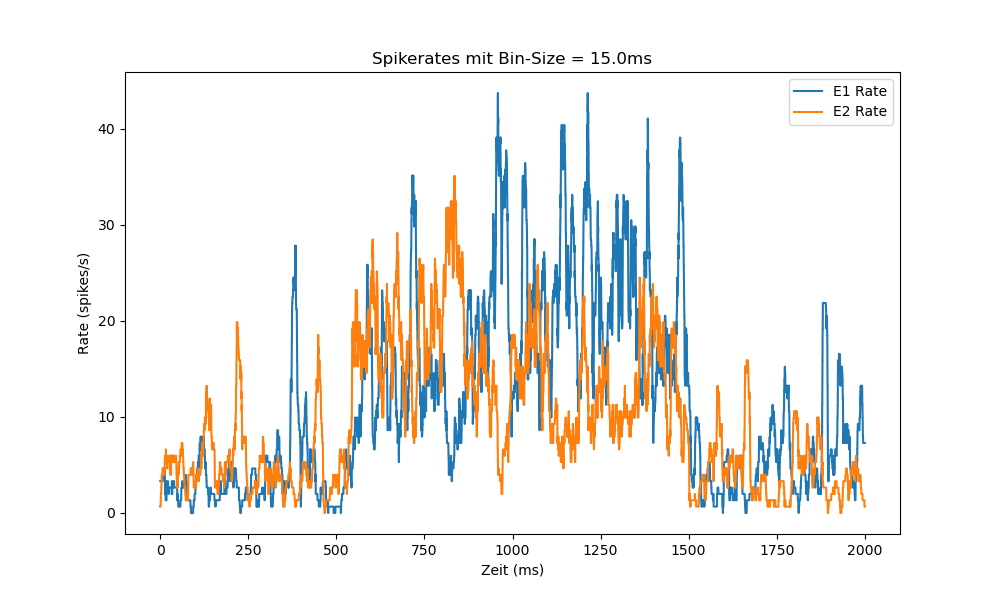 Spikerates mit Bin-Size = 15.0ms
E1 Rate
E2 Rate
Rate (spikes/s)
40
30
20
10
0
0 250 500 750 1000 1250 1500 1750 2000
Zeit (ms)